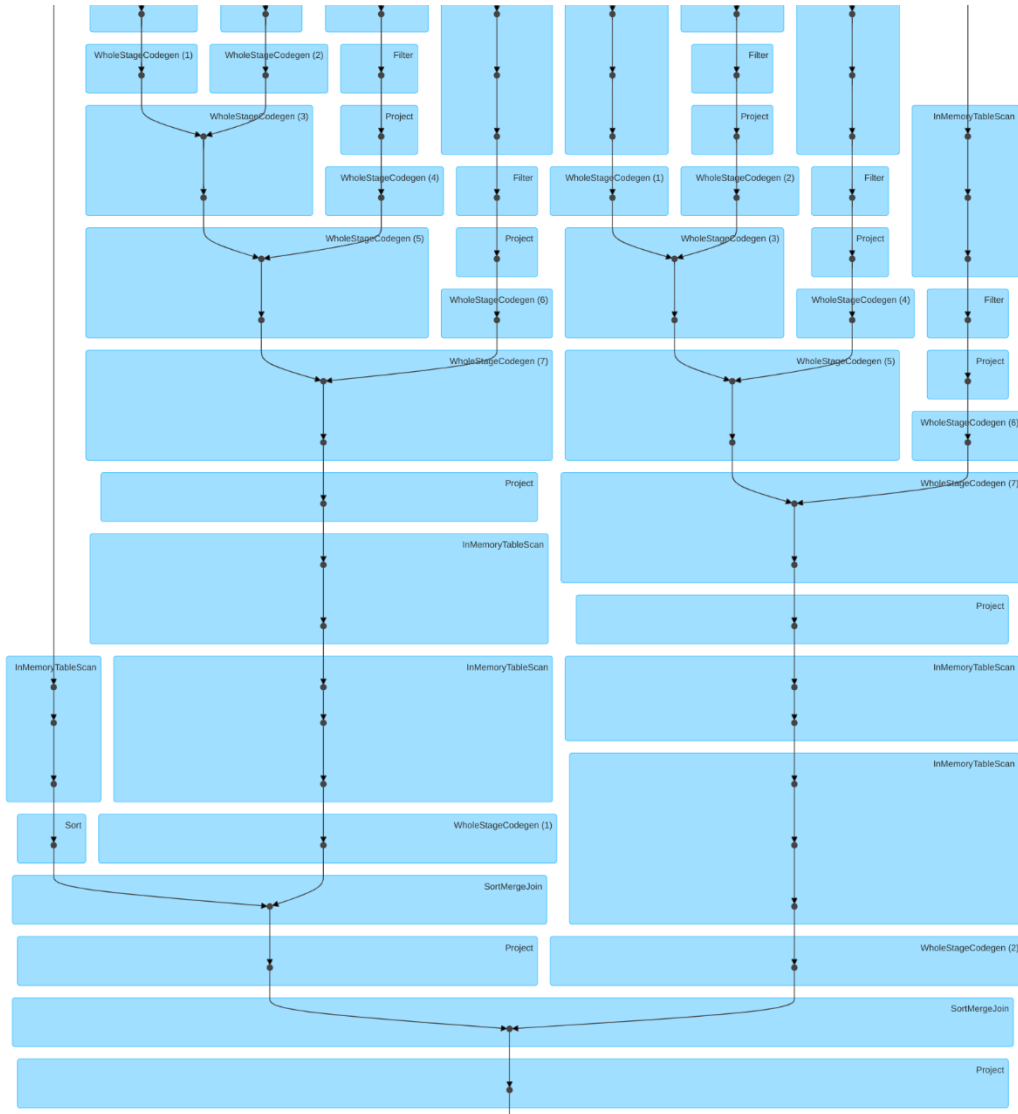 WholeStageCodegen (1)
WholeStageCodegen (2)
Filter
Filter
WholeStageCodegen (3)
Project
Project
InMemoryTableScan
WholeStageCodegen (4)
Filter
WholeStageCodegen (1)
WholeStageCodegen (2)
Filter
WholeStageCodegen (5)
Project
WholeStageCodegen (3)
Project
WholeStageCodegen (6)
WholeStageCodegen (4)
Filter
WholeStageCodegen (7)
WholeStageCodegen (5)
Project
WholeStageCodegen (6)
Project
WholeStageCodegen (7)
InMemoryTableScan
Project
InMemoryTableScan
InMemoryTableScan
InMemoryTableScan
InMemoryTableScan
Sort
WholeStageCodegen (1)
SortMergeJoin
Project
WholeStageCodegen (2)
SortMergeJoin
Project